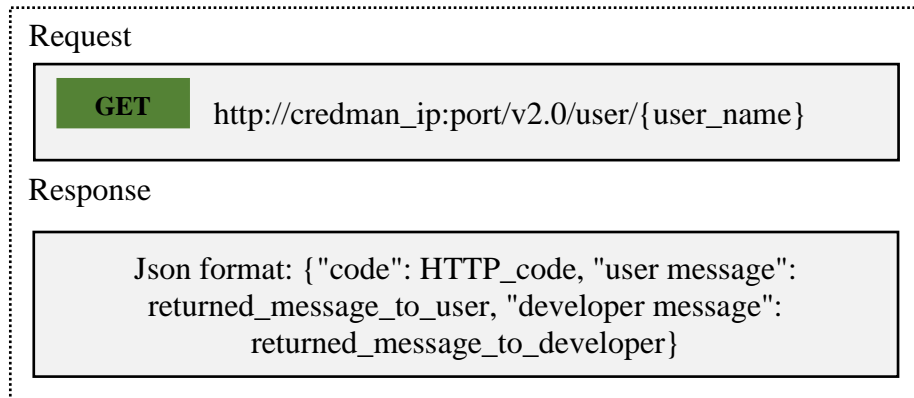 Request
GET http://credman_ip:port/v2.0/user/{user_name}
Response
Json format: {"code": HTTP_code, "user message":
returned_message_to_user, "developer message":
returned_message_to_developer}